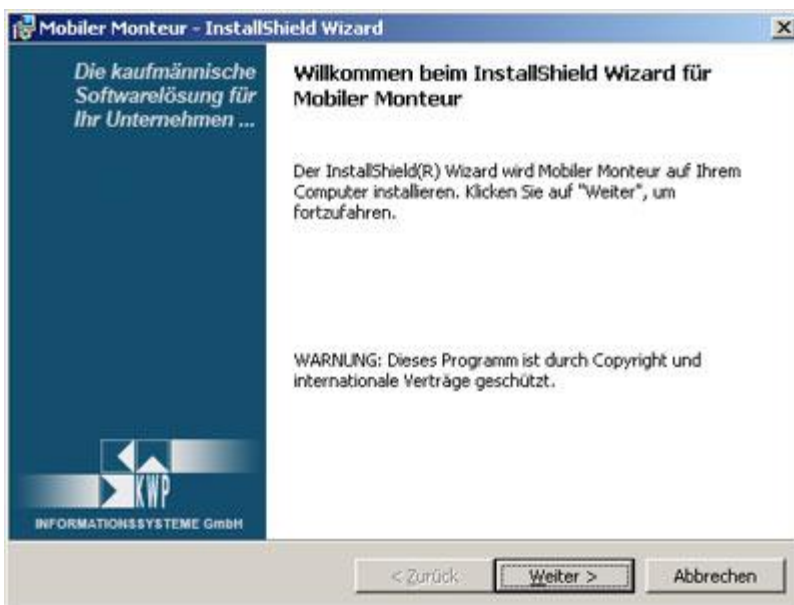 Mobiler Monteur - InstallShield Wizard
Die kaufmännische
Softwarelösung für
Ihr Unternehmen ...
Willkommen beim InstallShield Wizard für
Mobiler Monteur
Der InstallShield(R) Wizard wird Mobiler Monteur auf Ihrem
Computer installieren. Klicken Sie auf "Weiter", um
fortzufahren.
WARNUNG: Dieses Programm ist durch Copyright und
internationale Verträge geschützt.
KWP
INFORMATIONSSYSTEME GmbH
< Zurück
Weiter >
Abbrechen